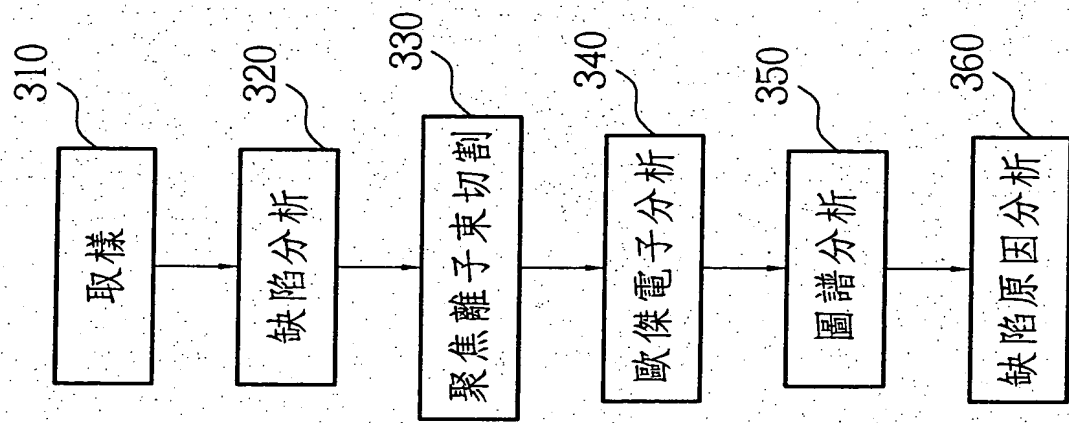 310
取樣
320
缺陷分析
330
聚焦離子束切割
340
歐傑電子分析
350
圖譜分析
360
缺陷原因分析